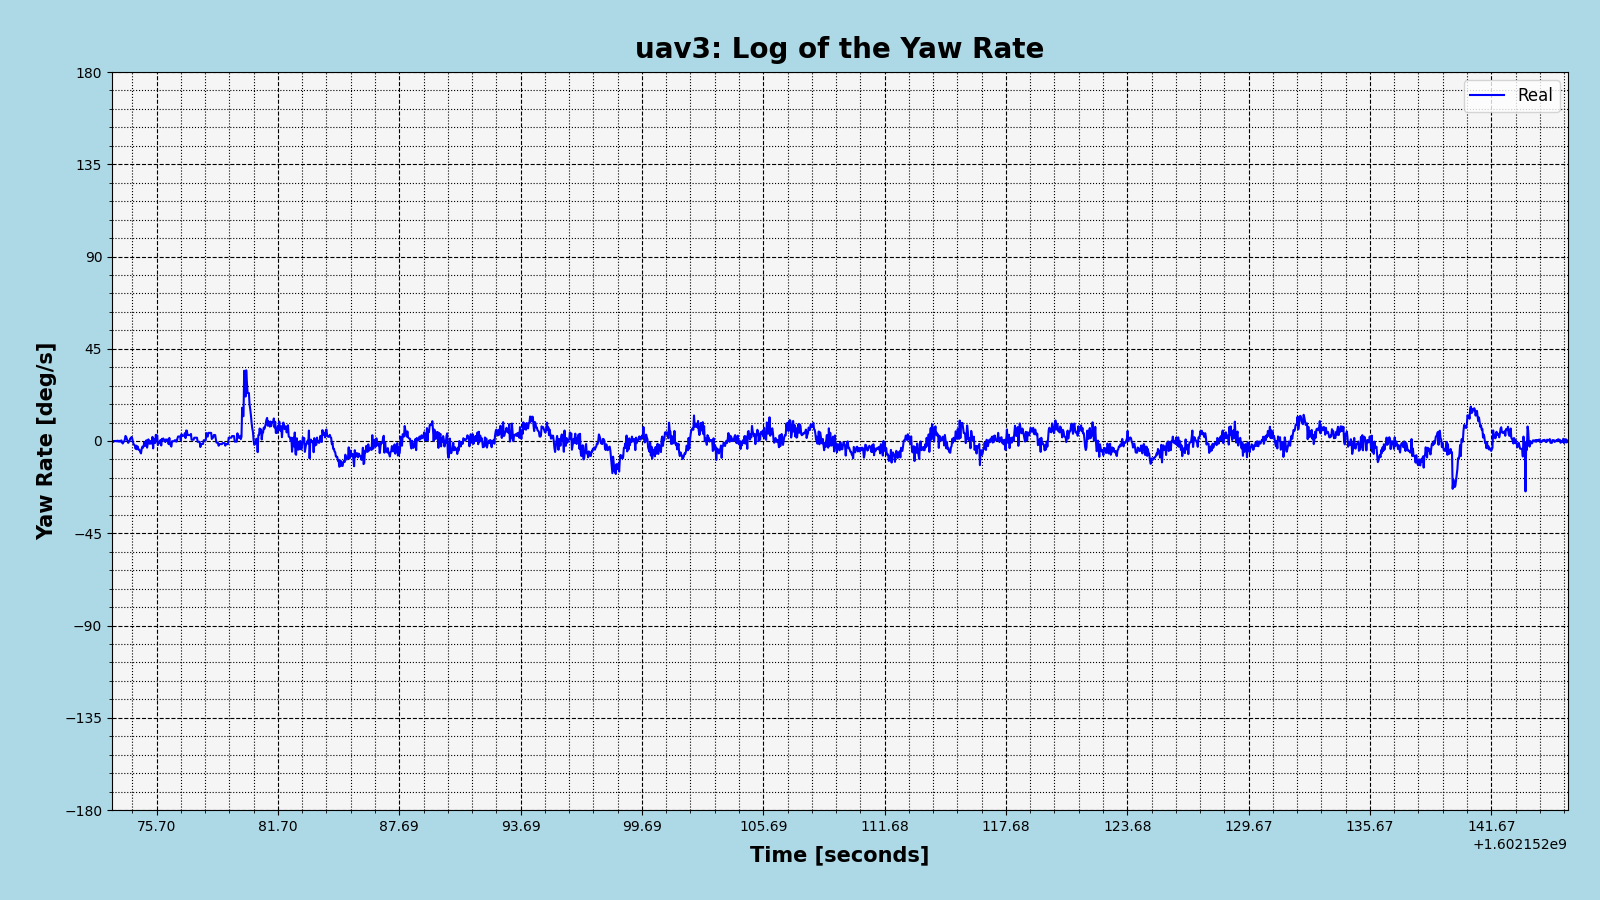 uav3: Log of the Yaw Rate
Real
Yaw Rate [deg/s]
180
135
90
45
0
−45
−90
−135
−180
75.70 81.70 87.69 93.69 99.69 105.69 111.68 117.68 123.68 129.67 135.67 141.67
+1.602152e9
Time [seconds]